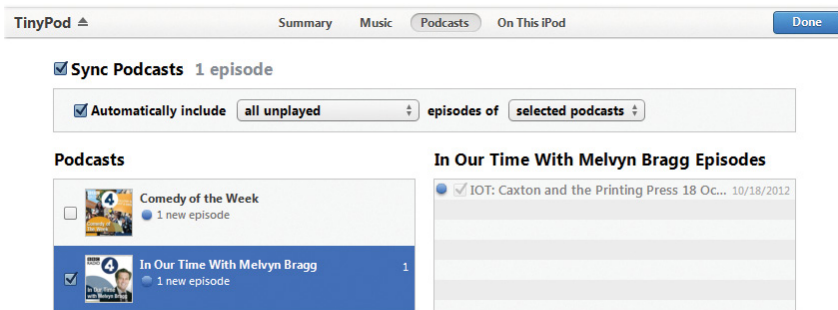 TinyPod
Summary Music Podcasts On This iPod
Done
Sync Podcasts 1 episode
Automatically include all unplayed episodes of selected podcasts
Podcasts
Comedy of the Week
1 new episode
In Our Time With Melvyn Bragg 1
1 new episode
In Our Time With Melvyn Bragg Episodes
IOT: Caxton and the Printing Press 18 Oc... 10/18/2012